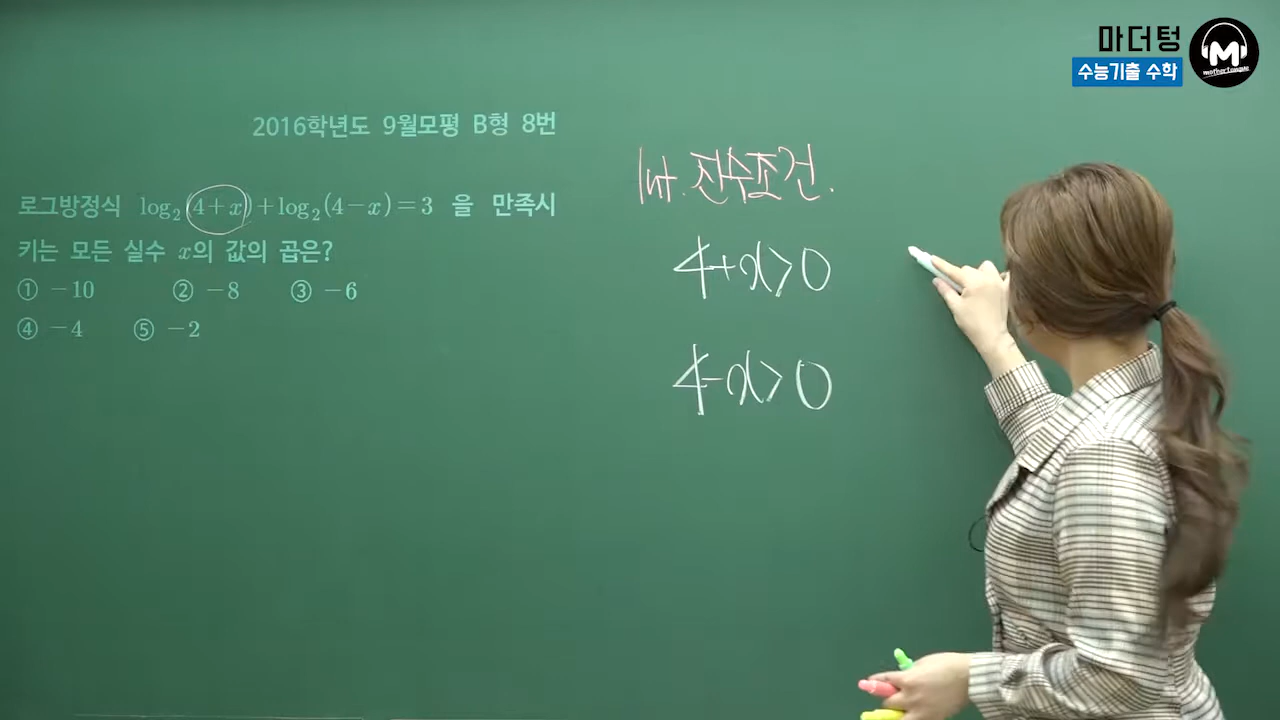 마더텅
수능기출 수학
M
motherTongue
2016학년도 9월모평 B형 8번
로그방정식 log₂(4+x)+log₂(4−x)=3 을 만족시
키는 모든 실수 x의 값의 곱은?
① −10 ② −8 ③ −6
④ −4 ⑤ −2
1st. 진수조건.
4+x>0
4-x>0